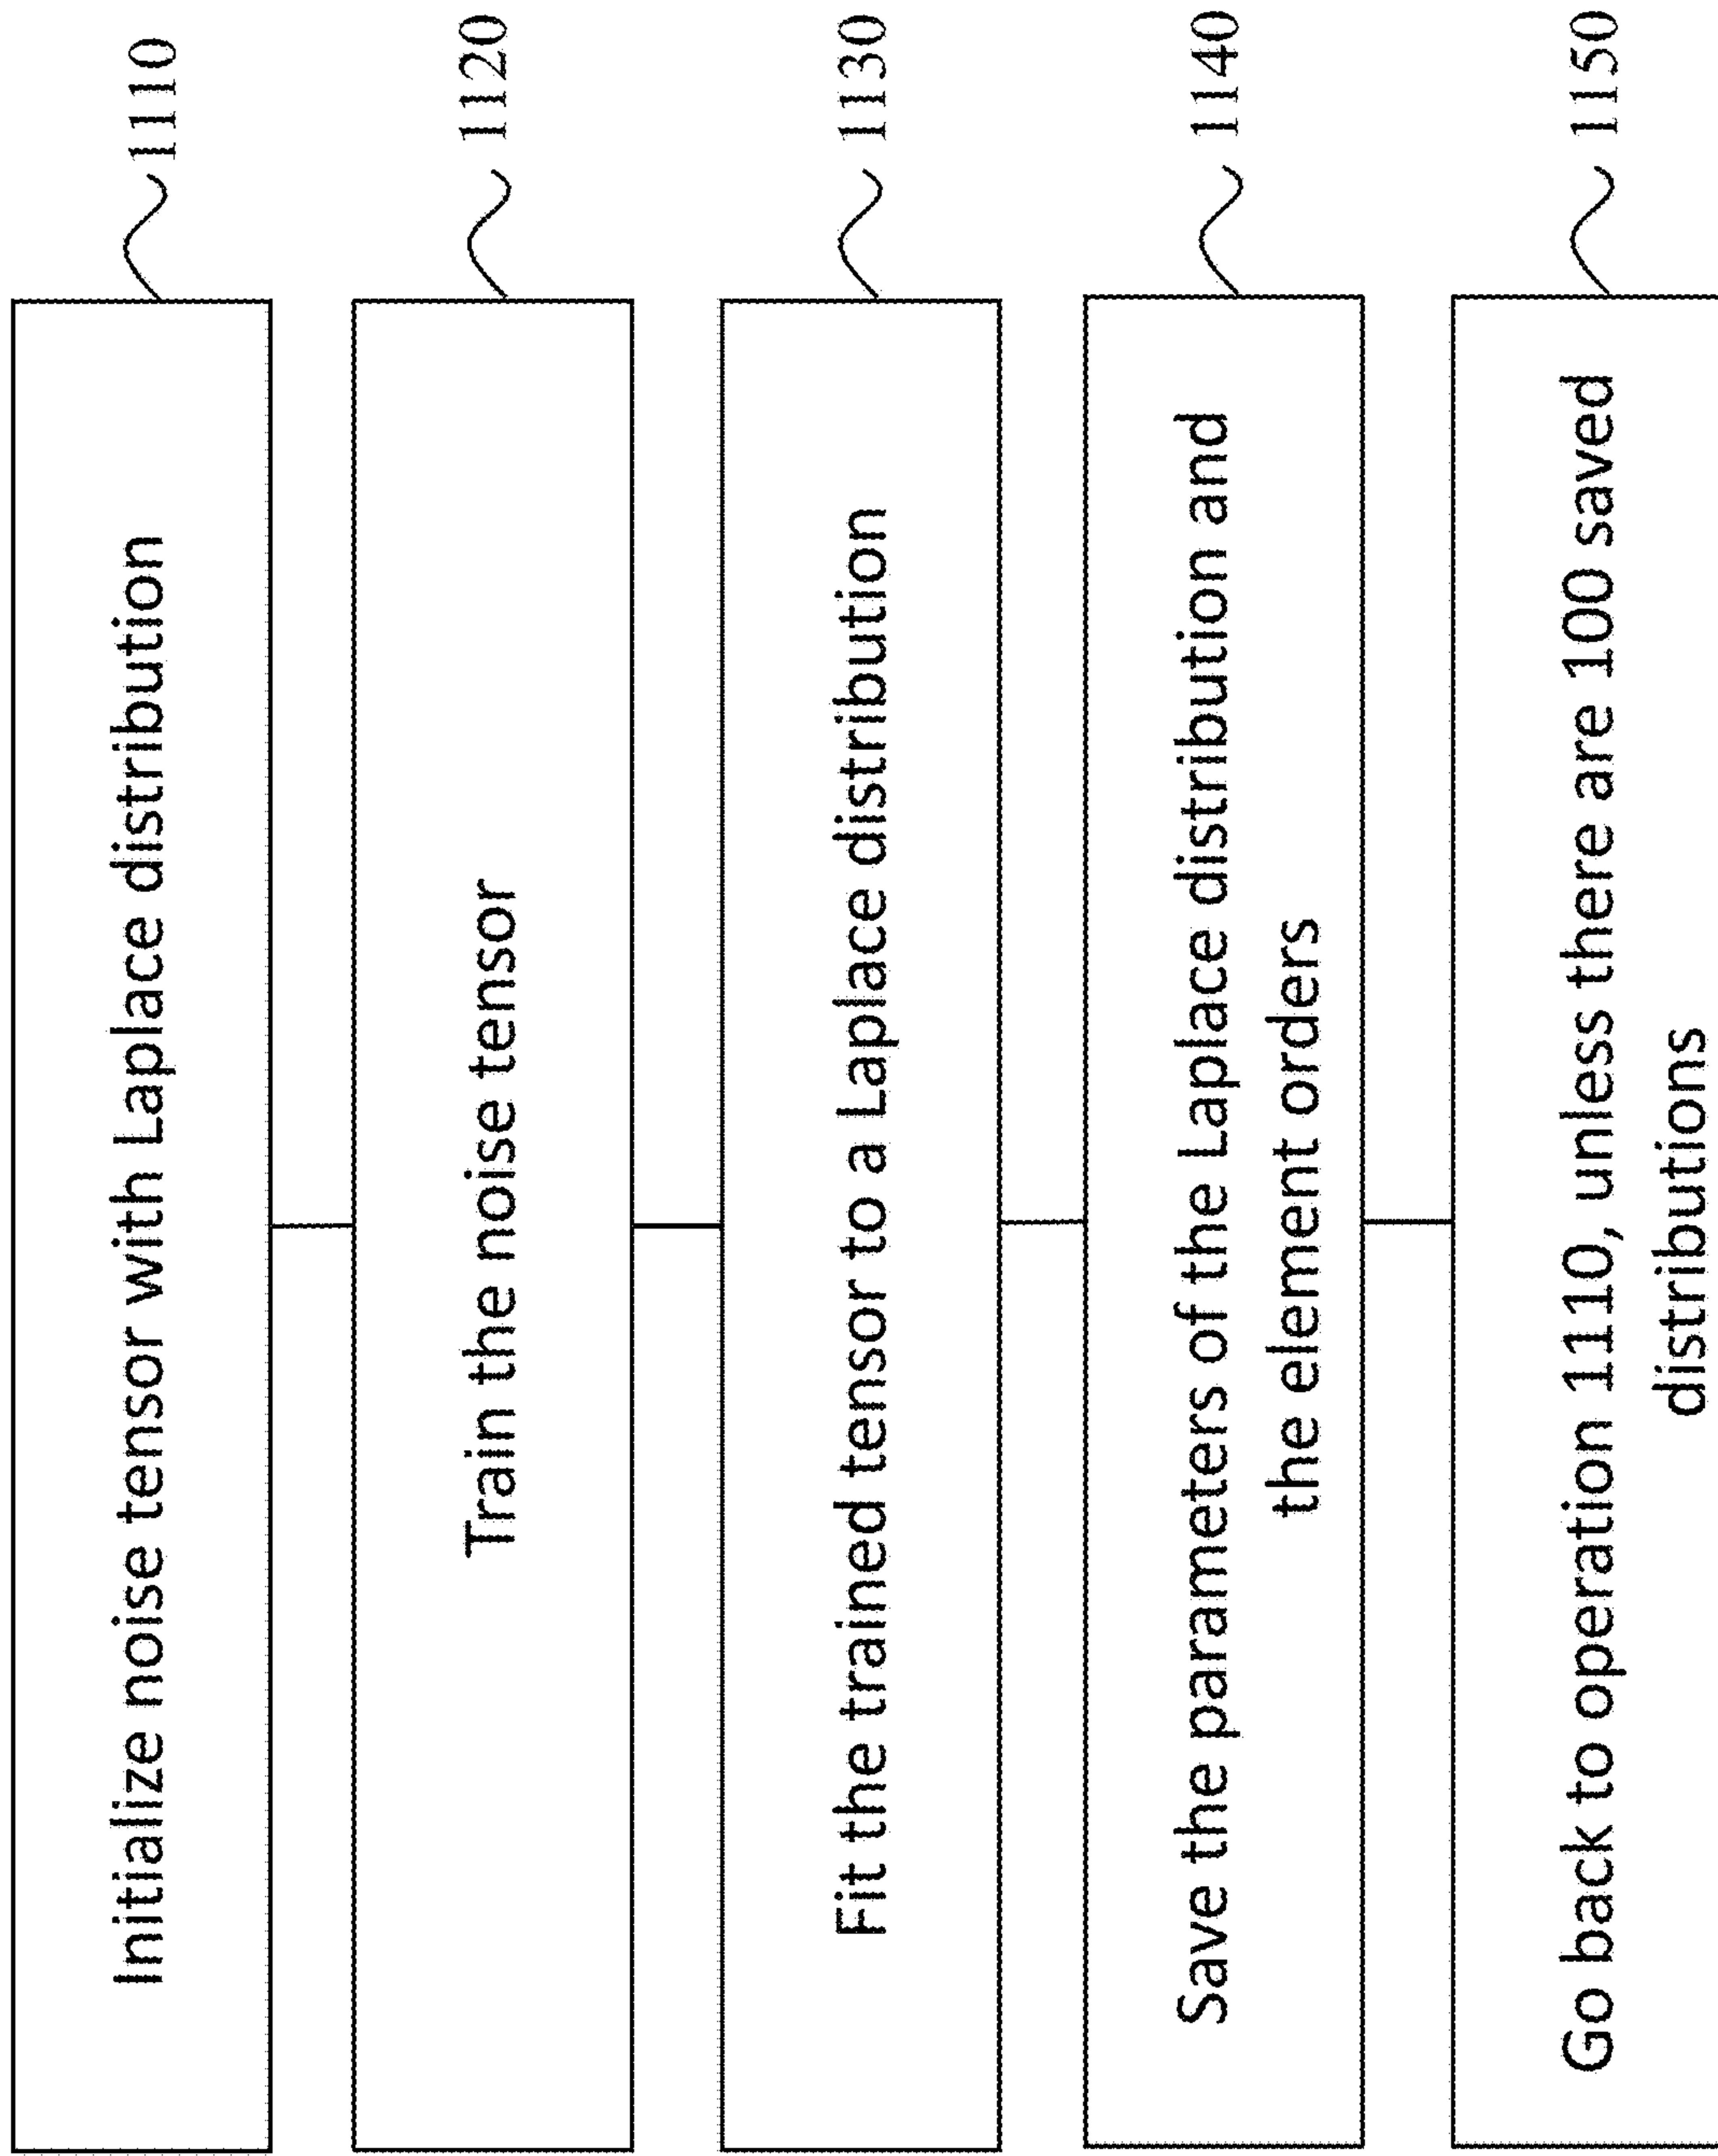 Initialize noise tensor with Laplace distribution
1110
Train the noise tensor
1120
Fit the trained tensor to a Laplace distribution
1130
Save the parameters of the Laplace distribution and
the element orders
1140
Go back to operation 1110, unless there are 100 saved
distributions
1150